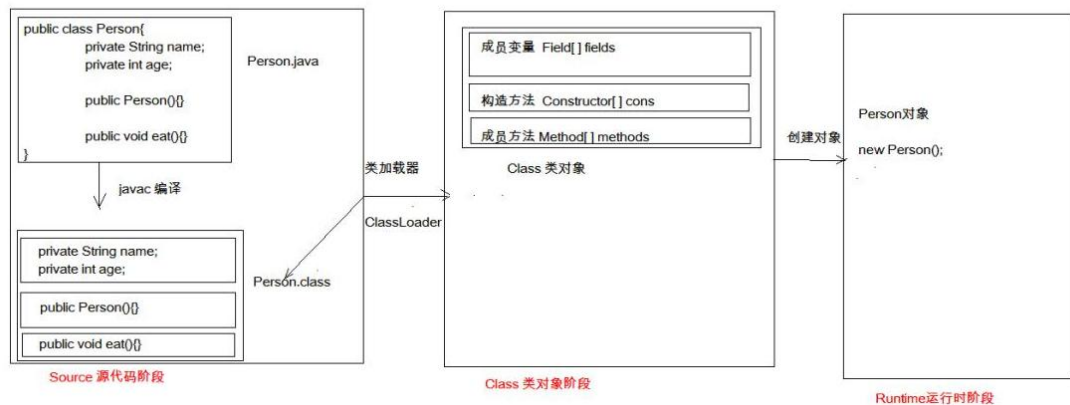 public class Person{
private String name;
private int age;
public Person(){}
public void eat(){}
}
Person.java
javac 编译
private String name;
private int age;
public Person(){}
public void eat(){}
Person.class
Source 源代码阶段
类加载器
ClassLoader
成员变量 Field[ ] fields
构造方法 Constructor[ ] cons
成员方法 Method[ ] methods
Class 类对象
Class 类对象阶段
创建对象
Person对象
new Person();
Runtime运行时阶段